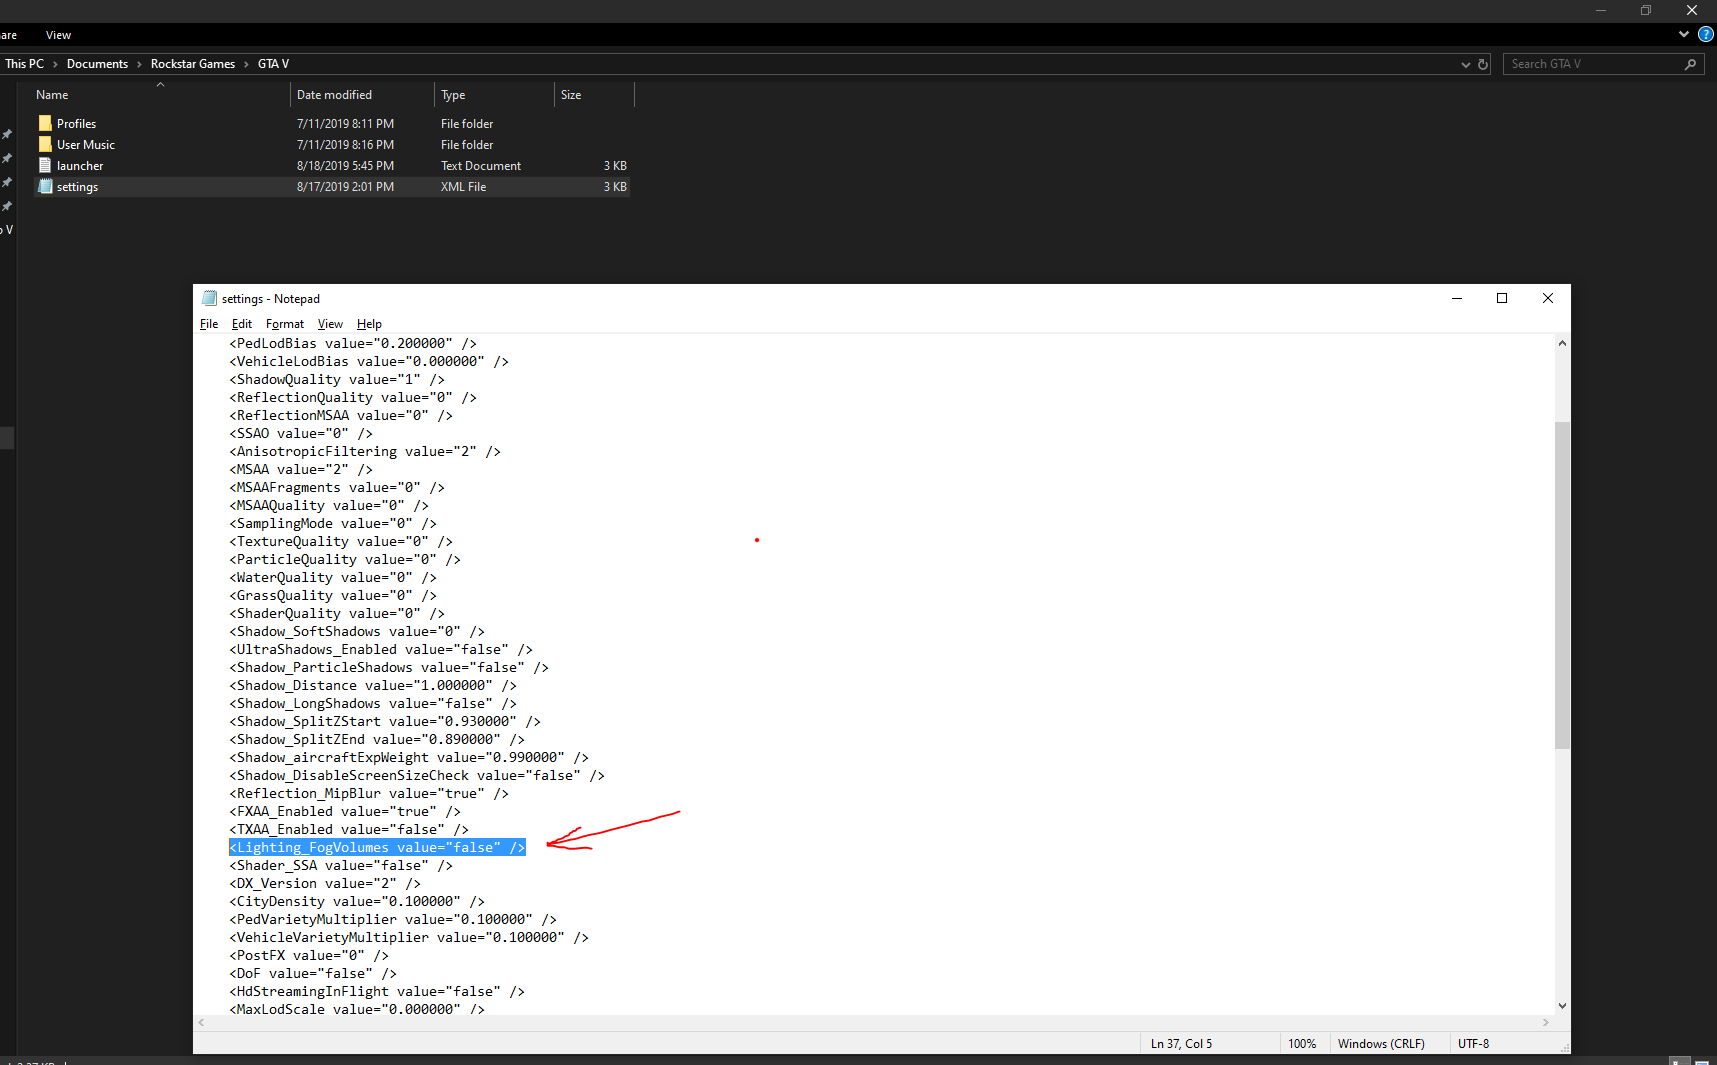 are View
This PC > Documents > Rockstar Games > GTA V
Search GTA V
Name Date modified Type Size
Profiles 7/11/2019 8:11 PM File folder
User Music 7/11/2019 8:16 PM File folder
launcher 8/18/2019 5:45 PM Text Document 3 KB
settings 8/17/2019 2:01 PM XML File 3 KB
V
settings - Notepad
File Edit Format View Help
<PedLodBias value="0.200000" />
<VehicleLodBias value="0.000000" />
<ShadowQuality value="1" />
<ReflectionQuality value="0" />
<ReflectionMSAA value="0" />
<SSAO value="0" />
<AnisotropicFiltering value="2" />
<MSAA value="2" />
<MSAAFragments value="0" />
<MSAAQuality value="0" />
<SamplingMode value="0" />
<TextureQuality value="0" />
<ParticleQuality value="0" />
<WaterQuality value="0" />
<GrassQuality value="0" />
<ShaderQuality value="0" />
<Shadow_SoftShadows value="0" />
<UltraShadows_Enabled value="false" />
<Shadow_ParticleShadows value="false" />
<Shadow_Distance value="1.000000" />
<Shadow_LongShadows value="false" />
<Shadow_SplitZStart value="0.930000" />
<Shadow_SplitZEnd value="0.890000" />
<Shadow_aircraftExpWeight value="0.990000" />
<Shadow_DisableScreenSizeCheck value="false" />
<Reflection_MipBlur value="true" />
<FXAA_Enabled value="true" />
<TXAA_Enabled value="false" />
<Lighting_FogVolumes value="false" />
<Shader_SSA value="false" />
<DX_Version value="2" />
<CityDensity value="0.100000" />
<PedVarietyMultiplier value="0.100000" />
<VehicleVarietyMultiplier value="0.100000" />
<PostFX value="0" />
<DoF value="false" />
<HdStreamingInFlight value="false" />
<MaxLodScale value="0.000000" />
Ln 37, Col 5 100% Windows (CRLF) UTF-8